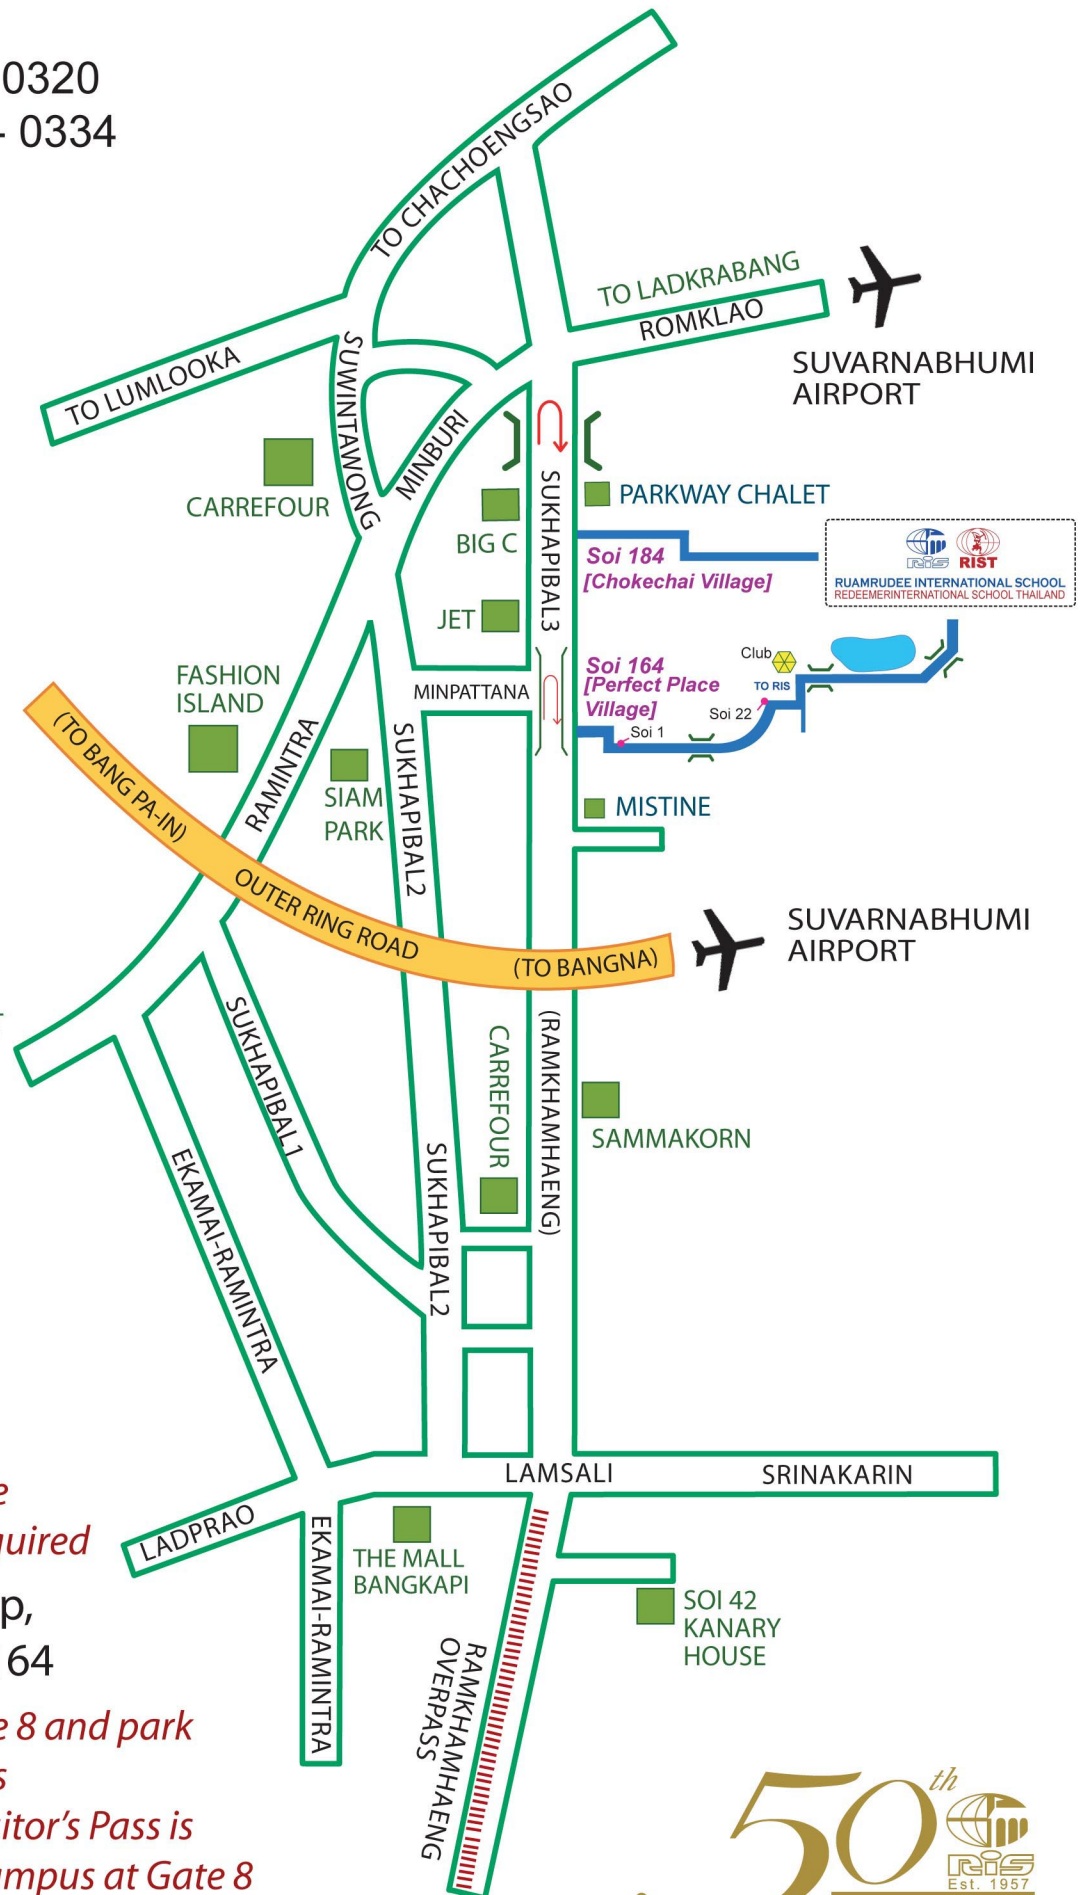 0320
- 0334
TO CHACHOENGSAO
TO LADKRABANG
ROMKLAO
SUVARNABHUMI
AIRPORT
TO LUMLOOKA
SUWINTAWONG
MINBURI
CARREFOUR
BIG C
SUKHAPIBAL3
PARKWAY CHALET
Soi 184
[Chokechai Village]
RIS
RIST
RUAMRUDEE INTERNATIONAL SCHOOL
REDEEMERINTERNATIONAL SCHOOL THAILAND
JET
Soi 164
[Perfect Place
Village]
Club
TO RIS
Soi 22
Soi 1
MINPATTANA
FASHION
ISLAND
RAMINTRA
SIAM
PARK
SUKHAPIBAL2
MISTINE
(TO BANG PA-IN)
OUTER RING ROAD
(TO BANGNA)
SUVARNABHUMI
AIRPORT
SUKHAPIBAL1
CARREFOUR
(RAMKHAMHAENG)
SAMMAKORN
EKAMAI-RAMINTRA
SUKHAPIBAL2
LAMSALI
SRINAKARIN
LADPRAO
EKAMAI-RAMINTRA
THE MALL
BANGKAPI
SOI 42
KANARY
HOUSE
RAMKHAMHAENG
OVERPASS
e
quired
p,
164
e 8 and park
s
itor's Pass is
ampus at Gate 8
50th
RIS
Est. 1957